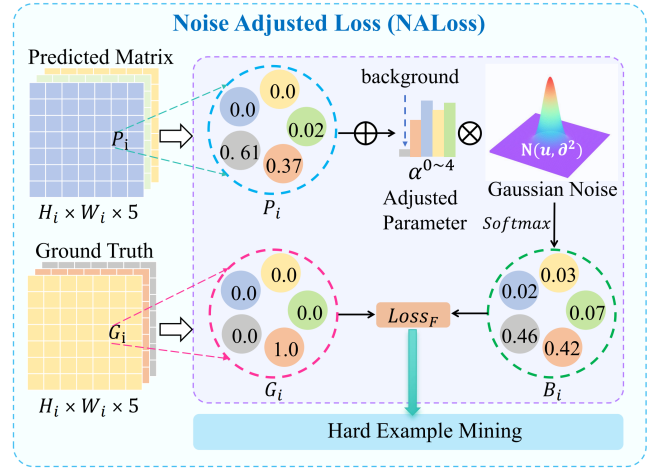 Noise Adjusted Loss (NALoss)
Predicted Matrix
P_i
H_i × W_i × 5
0.0
0.0
0.02
0. 61
0.37
P_i
background
α^{0~4}
Adjusted
Parameter
N(u, ∂²)
Gaussian Noise
Softmax
Ground Truth
G_i
H_i × W_i × 5
0.0
0.0
0.0
0.0
1.0
G_i
Loss_F
0.03
0.02
0.07
0.46
0.42
B_i
Hard Example Mining